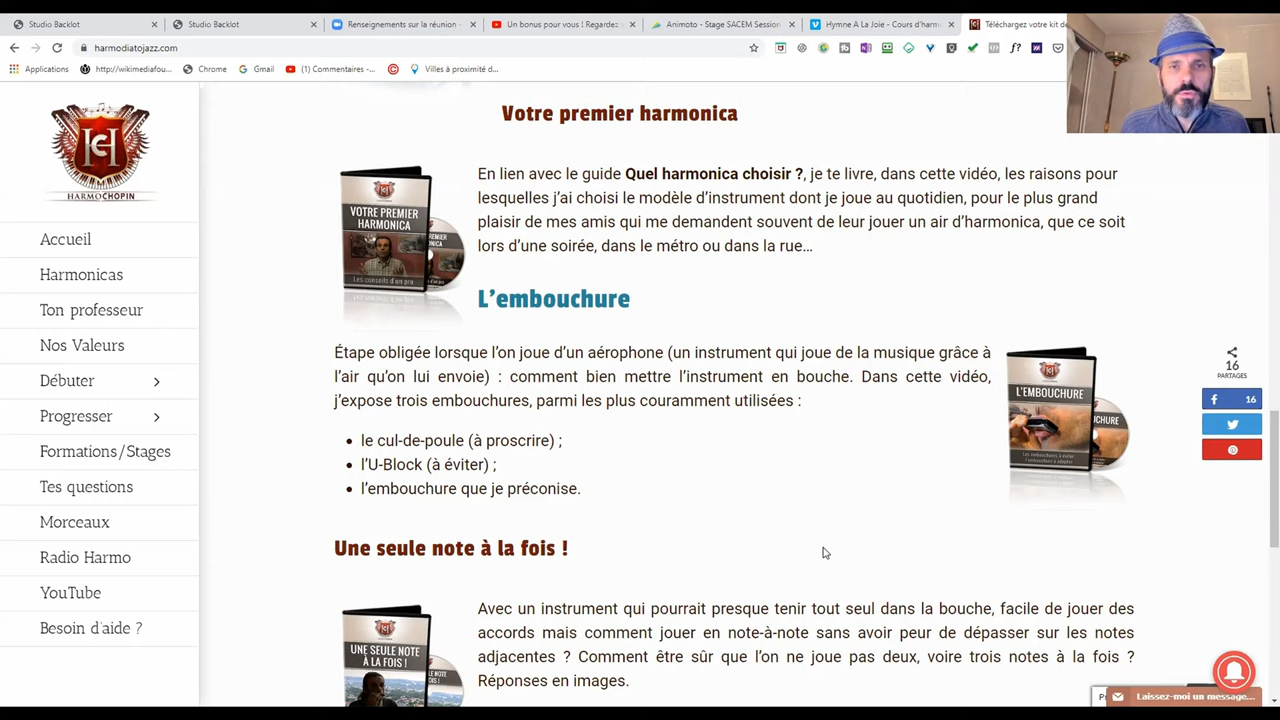 Studio Backlot
Studio Backlot
Renseignements sur la réunion -
Un bonus pour vous ! Regardez
Animoto - Stage SACEM Session
Hymne A La Joie - Cours d'harm
Téléchargez votre kit de
harmodiatojazz.com
Applications
http://wikimediafou...
Chrome
Gmail
(1) Commentaires -...
Villes à proximité d...
HC
HARMOCHOPIN
Accueil
Harmonicas
Ton professeur
Nos Valeurs
Débuter
Progresser
Formations/Stages
Tes questions
Morceaux
Radio Harmo
YouTube
Besoin d'aide ?
Votre premier harmonica
VOTRE PREMIER
HARMONICA
Les conseils d'un pro
En lien avec le guide Quel harmonica choisir ?, je te livre, dans cette vidéo, les raisons pour
lesquelles j'ai choisi le modèle d'instrument dont je joue au quotidien, pour le plus grand
plaisir de mes amis qui me demandent souvent de leur jouer un air d'harmonica, que ce soit
lors d'une soirée, dans le métro ou dans la rue…
L'embouchure
Étape obligée lorsque l'on joue d'un aérophone (un instrument qui joue de la musique grâce à
l'air qu'on lui envoie) : comment bien mettre l'instrument en bouche. Dans cette vidéo,
j'expose trois embouchures, parmi les plus couramment utilisées :
• le cul-de-poule (à proscrire) ;
• l'U-Block (à éviter) ;
• l'embouchure que je préconise.
L'EMBOUCHURE
Une seule note à la fois !
UNE SEULE NOTE
À LA FOIS !
Avec un instrument qui pourrait presque tenir tout seul dans la bouche, facile de jouer des
accords mais comment jouer en note-à-note sans avoir peur de dépasser sur les notes
adjacentes ? Comment être sûr que l'on ne joue pas deux, voire trois notes à la fois ?
Réponses en images.
16
PARTAGES
16
Laissez-moi un message...